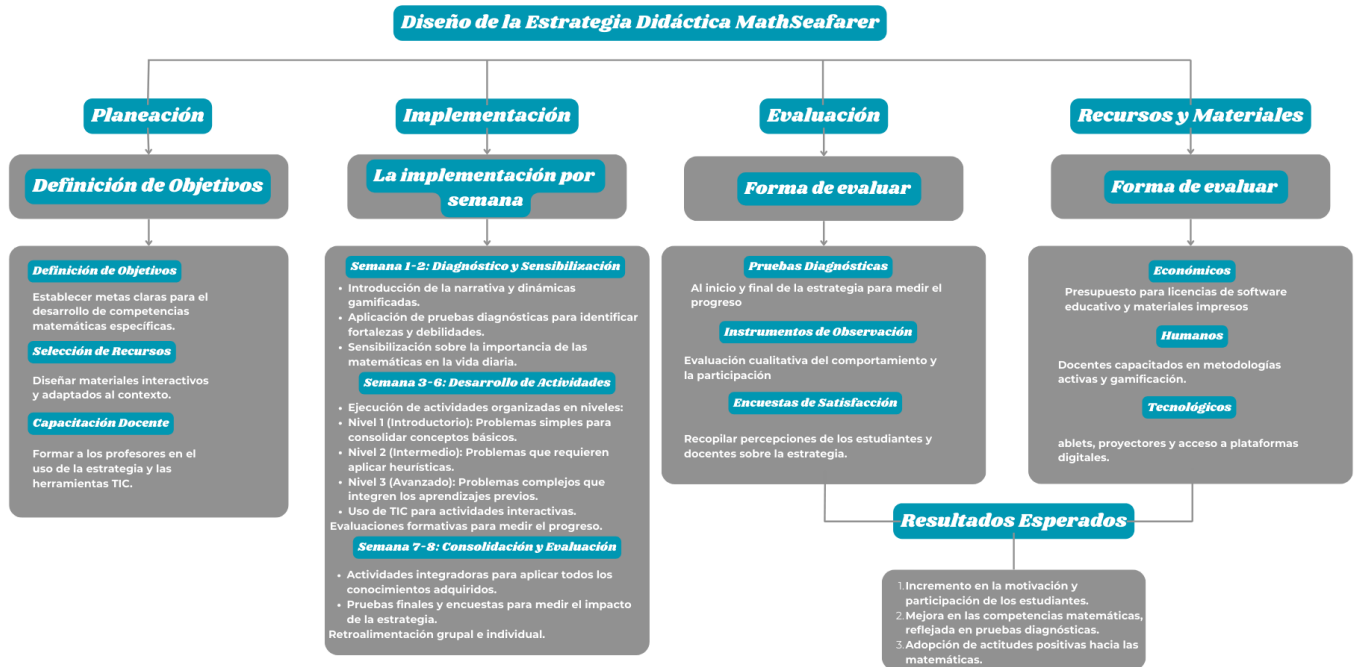 Diseño de la Estrategia Didáctica MathSeafarer
Planeación
Definición de Objetivos
Definición de Objetivos
Establecer metas claras para el
desarrollo de competencias
matemáticas específicas.
Selección de Recursos
Diseñar materiales interactivos
y adaptados al contexto.
Capacitación Docente
Formar a los profesores en el
uso de la estrategia y las
herramientas TIC.
Implementación
La implementación por
semana
Semana 1-2: Diagnóstico y Sensibilización
• Introducción de la narrativa y dinámicas
gamificadas.
• Aplicación de pruebas diagnósticas para identificar
fortalezas y debilidades.
• Sensibilización sobre la importancia de las
matemáticas en la vida diaria.
Semana 3-6: Desarrollo de Actividades
• Ejecución de actividades organizadas en niveles:
• Nivel 1 (Introductorio): Problemas simples para
consolidar conceptos básicos.
• Nivel 2 (Intermedio): Problemas que requieren
aplicar heurísticas.
• Nivel 3 (Avanzado): Problemas complejos que
integren los aprendizajes previos.
• Uso de TIC para actividades interactivas.
Evaluaciones formativas para medir el progreso.
Semana 7-8: Consolidación y Evaluación
• Actividades integradoras para aplicar todos los
conocimientos adquiridos.
• Pruebas finales y encuestas para medir el impacto
de la estrategia.
Retroalimentación grupal e individual.
Evaluación
Forma de evaluar
Pruebas Diagnósticas
Al inicio y final de la estrategia para medir el
progreso
Instrumentos de Observación
Evaluación cualitativa del comportamiento y
la participación
Encuestas de Satisfacción
Recopilar percepciones de los estudiantes y
docentes sobre la estrategia.
Recursos y Materiales
Forma de evaluar
Económicos
Presupuesto para licencias de software
educativo y materiales impresos
Humanos
Docentes capacitados en metodologías
activas y gamificación.
Tecnológicos
ablets, proyectores y acceso a plataformas
digitales.
Resultados Esperados
1. Incremento en la motivación y
participación de los estudiantes.
2. Mejora en las competencias matemáticas,
reflejada en pruebas diagnósticas.
3. Adopción de actitudes positivas hacia las
matemáticas.